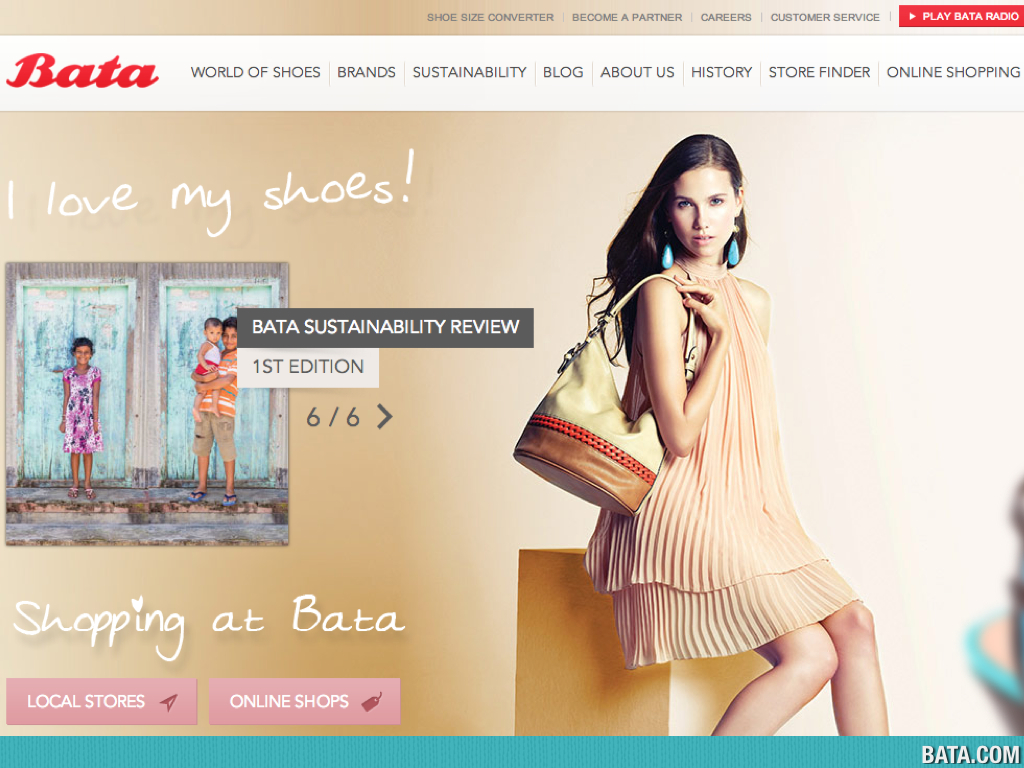 SHOE SIZE CONVERTER BECOME A PARTNER CAREERS CUSTOMER SERVICE PLAY BATA RADIO
Bata WORLD OF SHOES BRANDS SUSTAINABILITY BLOG ABOUT US HISTORY STORE FINDER ONLINE SHOPPING
I love my shoes!
BATA SUSTAINABILITY REVIEW
1ST EDITION
6 / 6
Shopping at Bata
LOCAL STORES ONLINE SHOPS
BATA.COM